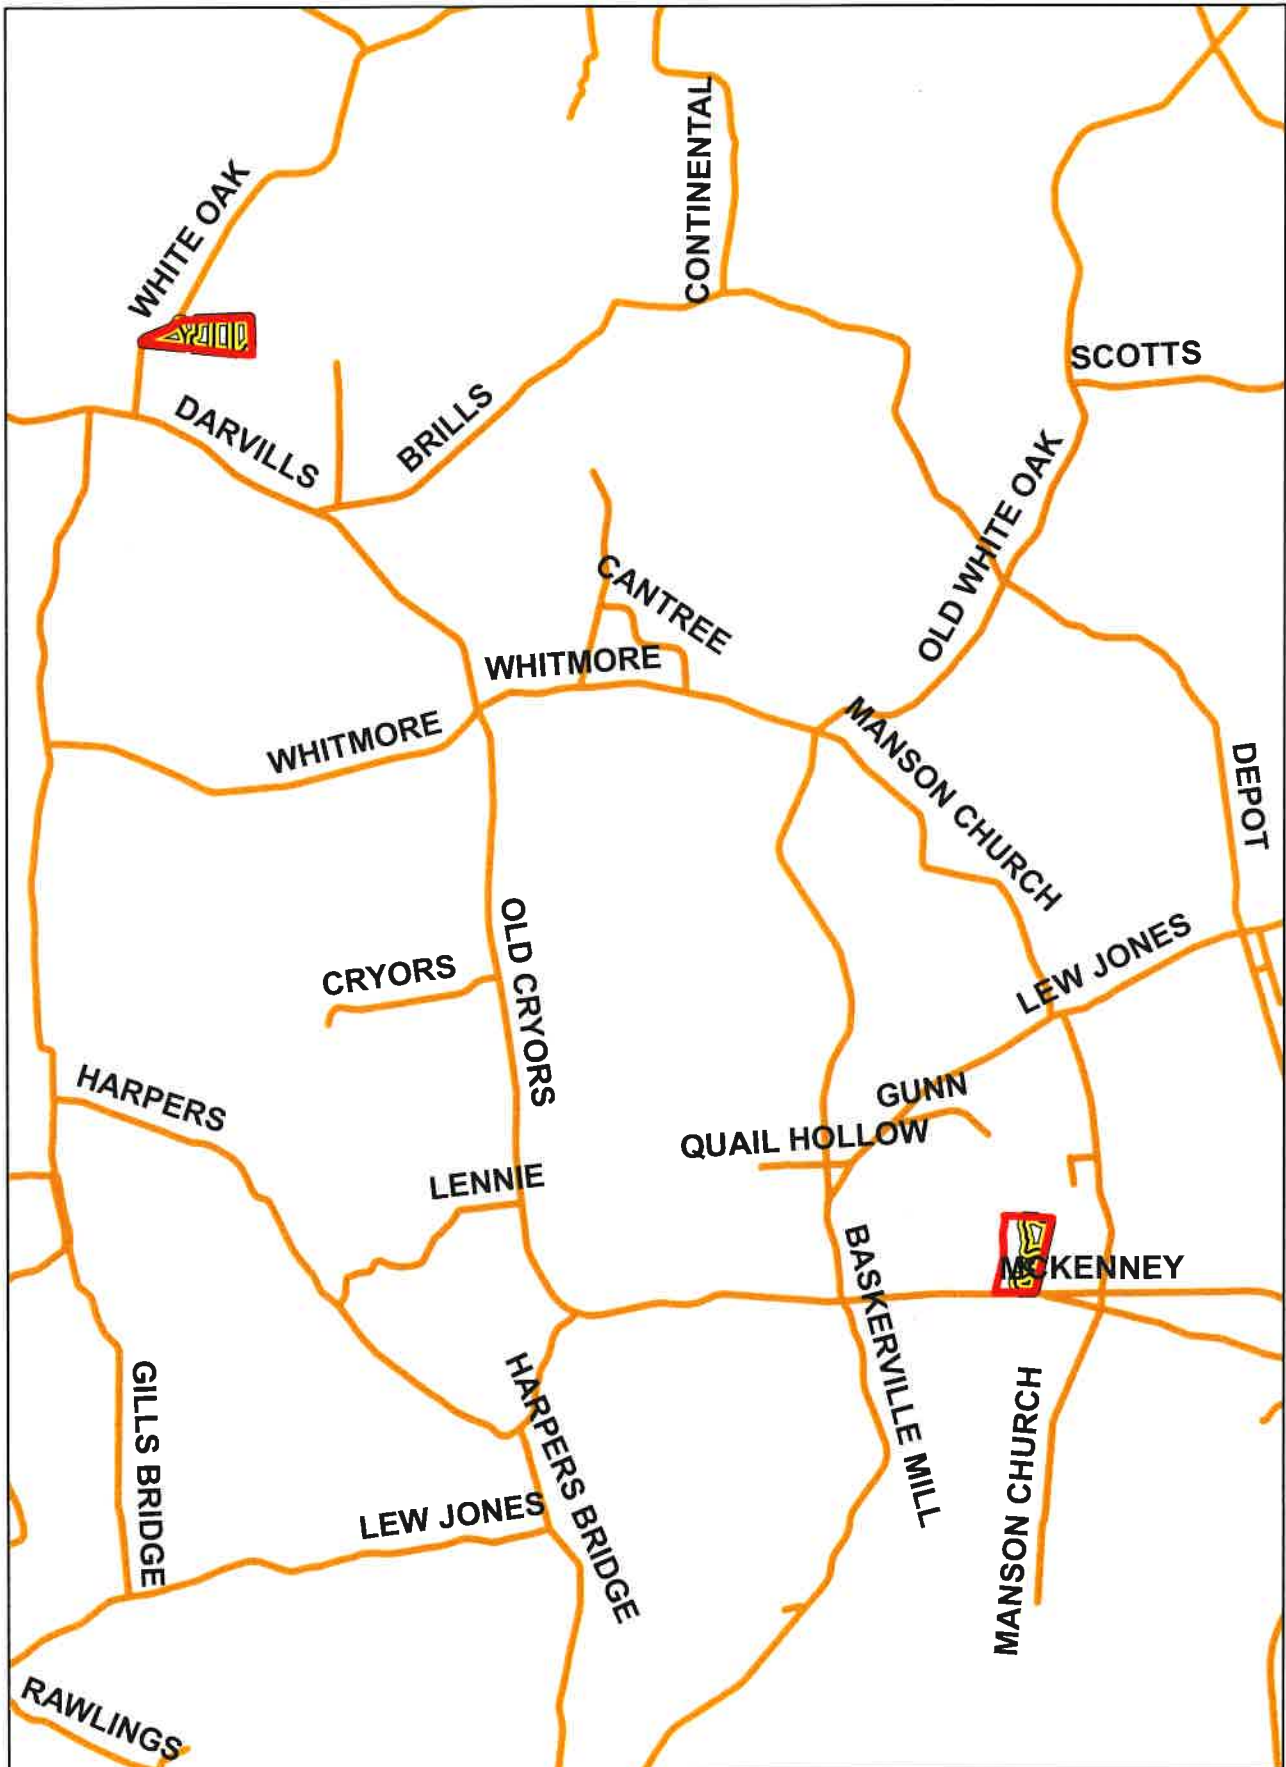 CONTINENTAL
WHITE OAK
SCOTTS
DARVILLS
BRILLS
OLD WHITE OAK
CANTREE
WHITMORE
WHITMORE
MANSON CHURCH
DEPOT
OLD CRYORS
CRYORS
LEW JONES
HARPERS
GUNN
QUAIL HOLLOW
LENNIE
BASKERVILLE MILL
MCKENNEY
HARPERS BRIDGE
GILLS BRIDGE
MANSON CHURCH
LEW JONES
RAWLINGS